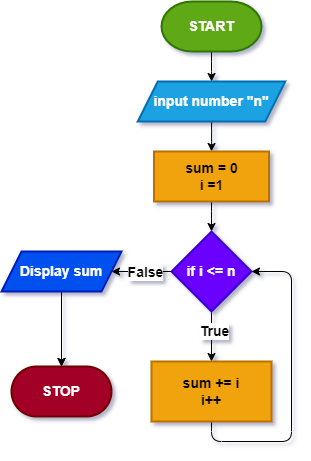 START
input number "n"
sum = 0
i =1
if i <= n
False
Display sum
True
STOP
sum += i
i++